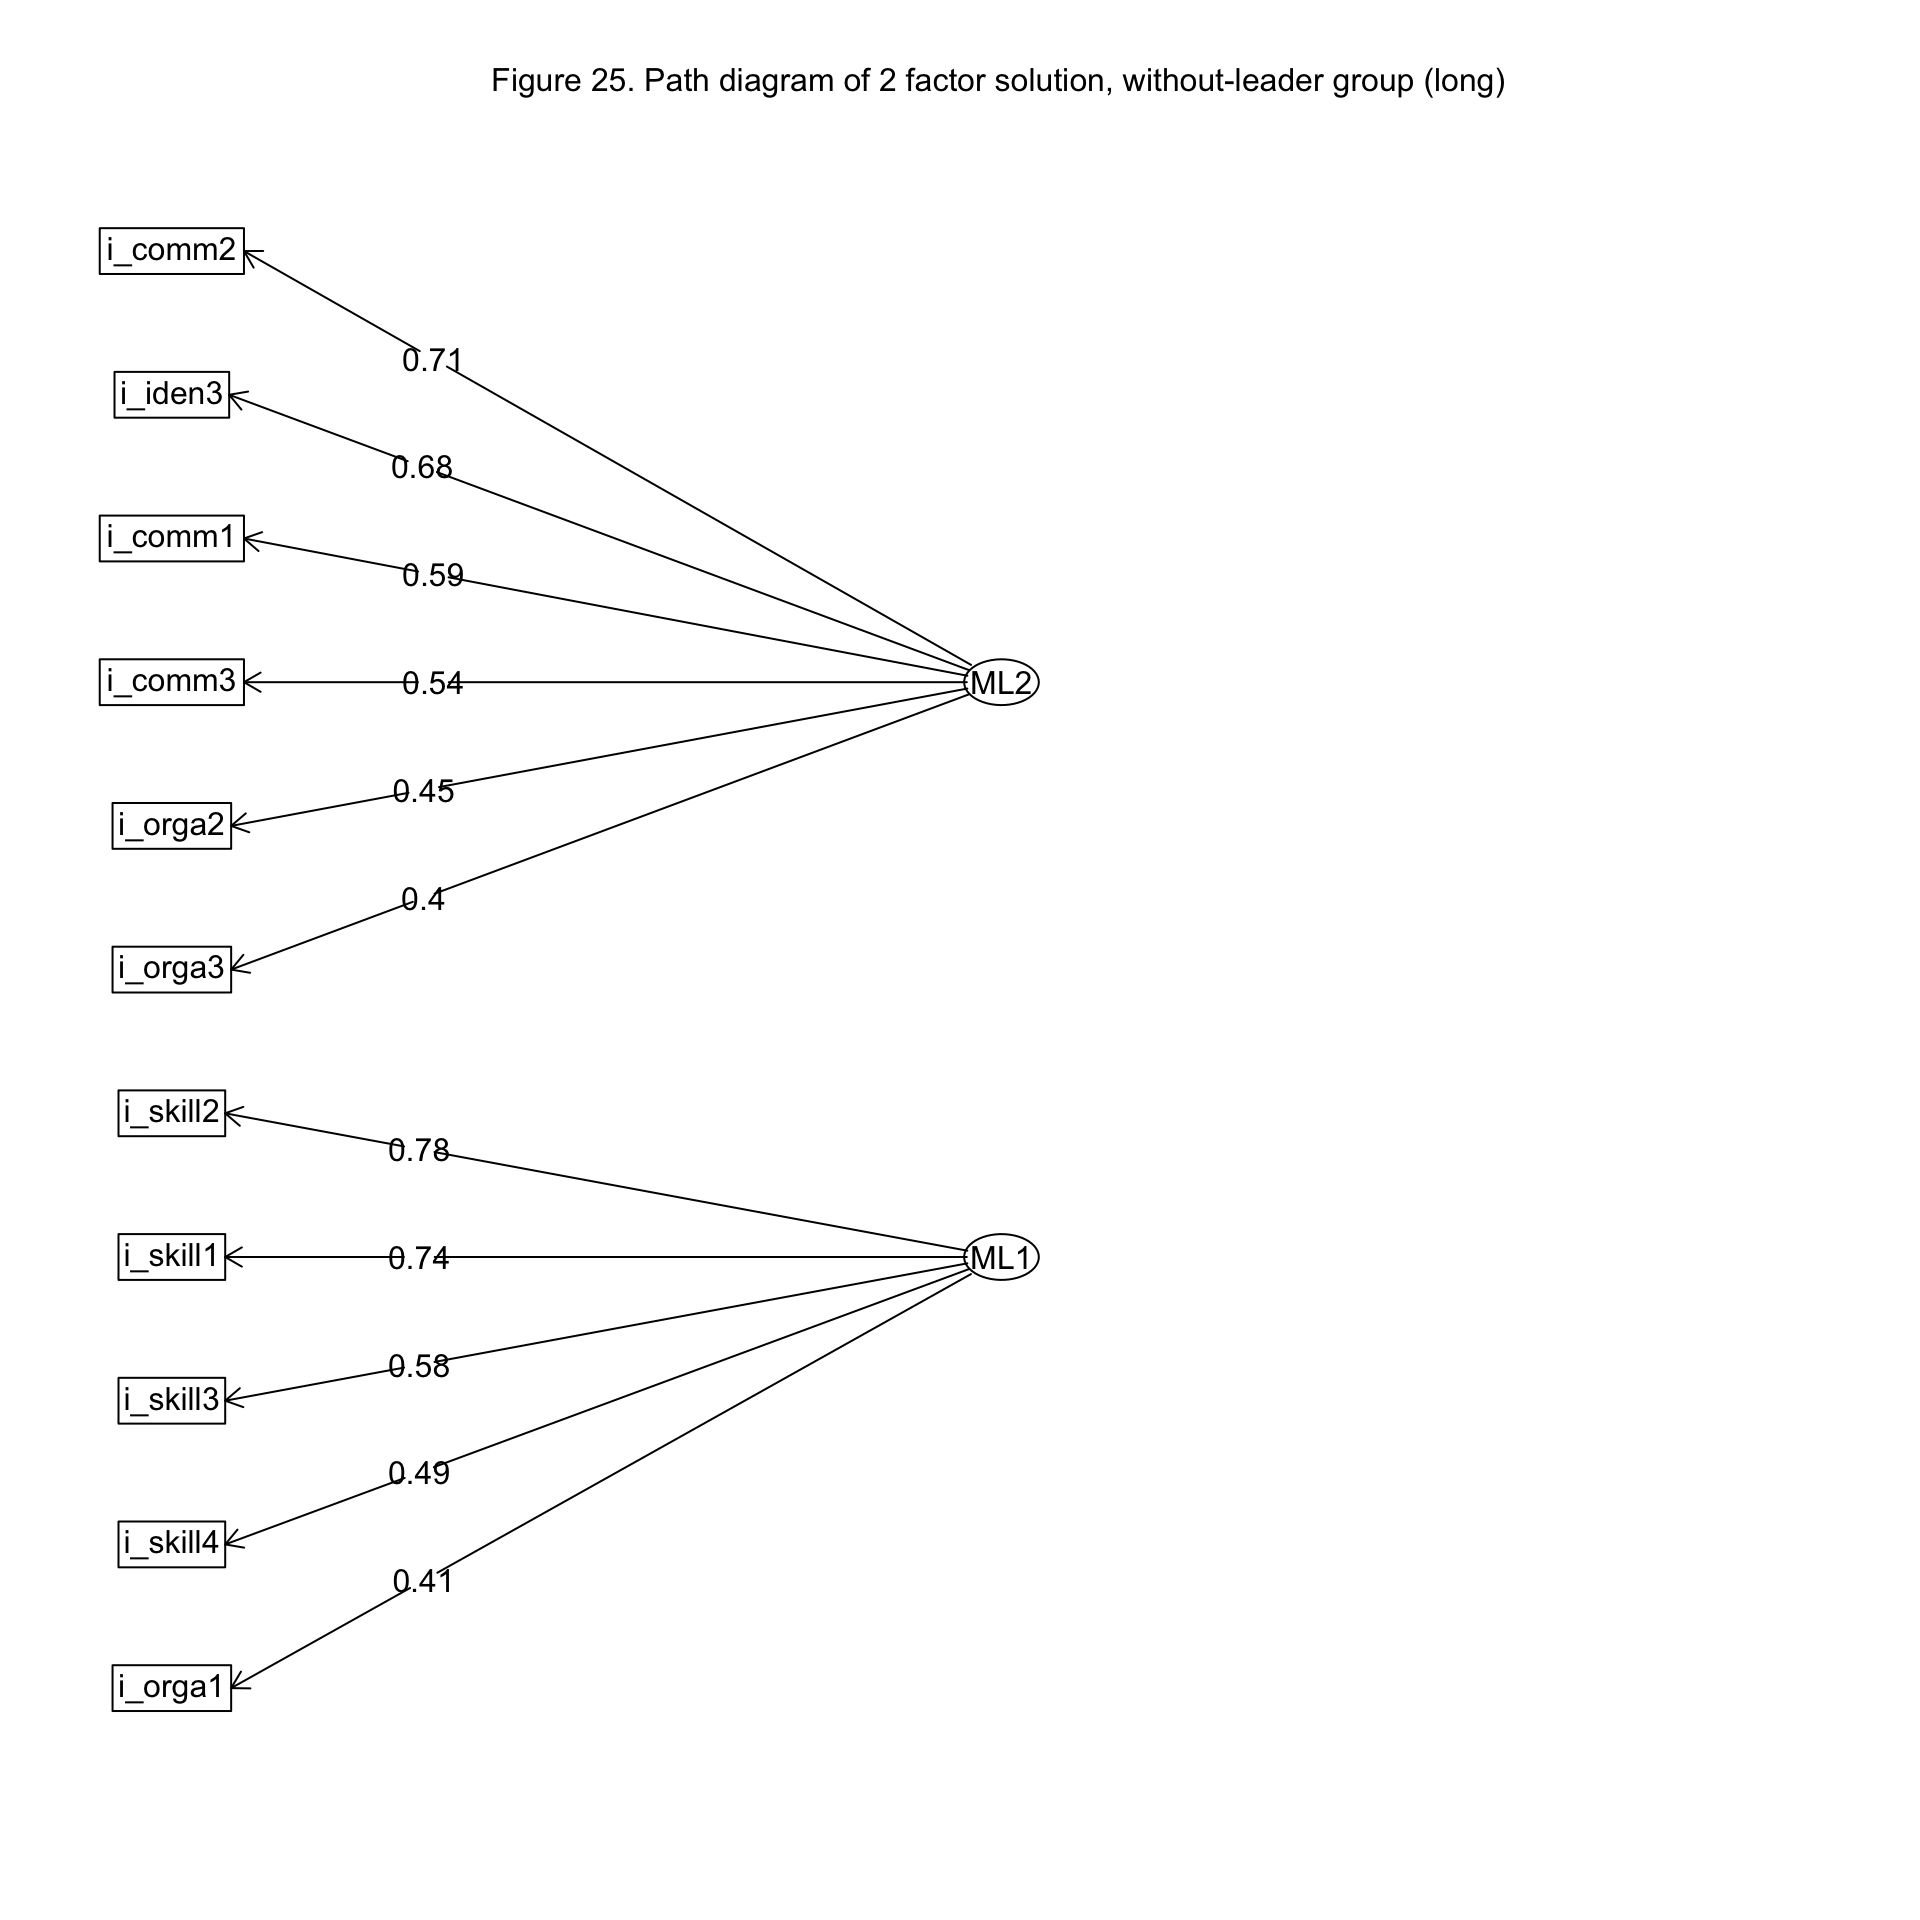 Figure 25. Path diagram of 2 factor solution, without-leader group (long)
i_comm2
0.71
i_iden3
0.68
i_comm1
0.59
i_comm3
0.54
ML2
i_orga2
0.45
i_orga3
0.4
i_skill2
0.78
i_skill1
0.74
ML1
i_skill3
0.58
i_skill4
0.49
i_orga1
0.41